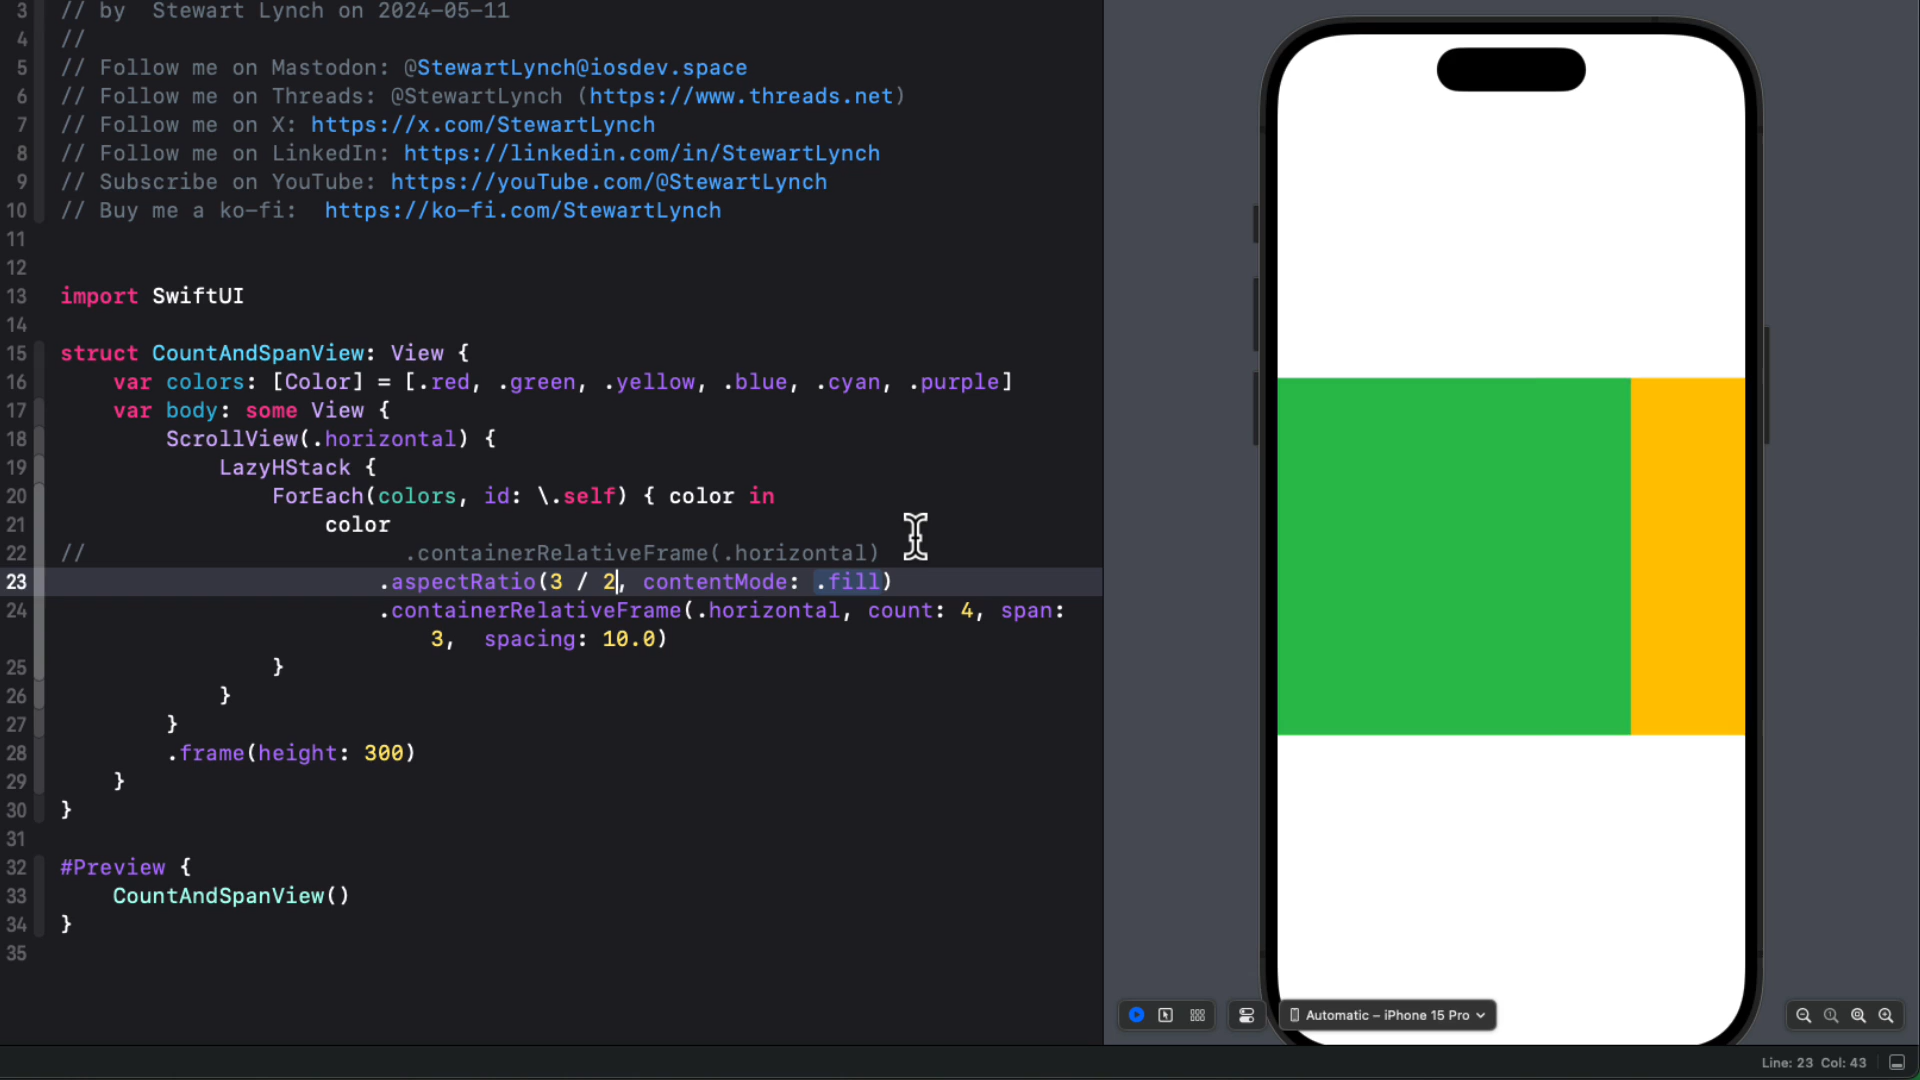 3 // by  Stewart Lynch on 2024-05-11
4 //
5 // Follow me on Mastodon: @StewartLynch@iosdev.space
6 // Follow me on Threads: @StewartLynch (https://www.threads.net)
7 // Follow me on X: https://x.com/StewartLynch
8 // Follow me on LinkedIn: https://linkedin.com/in/StewartLynch
9 // Subscribe on YouTube: https://youTube.com/@StewartLynch
10 // Buy me a ko-fi:  https://ko-fi.com/StewartLynch
11
12
13 import SwiftUI
14
15 struct CountAndSpanView: View {
16     var colors: [Color] = [.red, .green, .yellow, .blue, .cyan, .purple]
17     var body: some View {
18         ScrollView(.horizontal) {
19             LazyHStack {
20                 ForEach(colors, id: \.self) { color in
21                     color
22 //                        .containerRelativeFrame(.horizontal)
23                         .aspectRatio(3 / 2, contentMode: .fill)
24                         .containerRelativeFrame(.horizontal, count: 4, span:
3,  spacing: 10.0)
25                 }
26             }
27         }
28         .frame(height: 300)
29     }
30 }
31
32 #Preview {
33     CountAndSpanView()
34 }
35
Automatic – iPhone 15 Pro
Line: 23 Col: 43